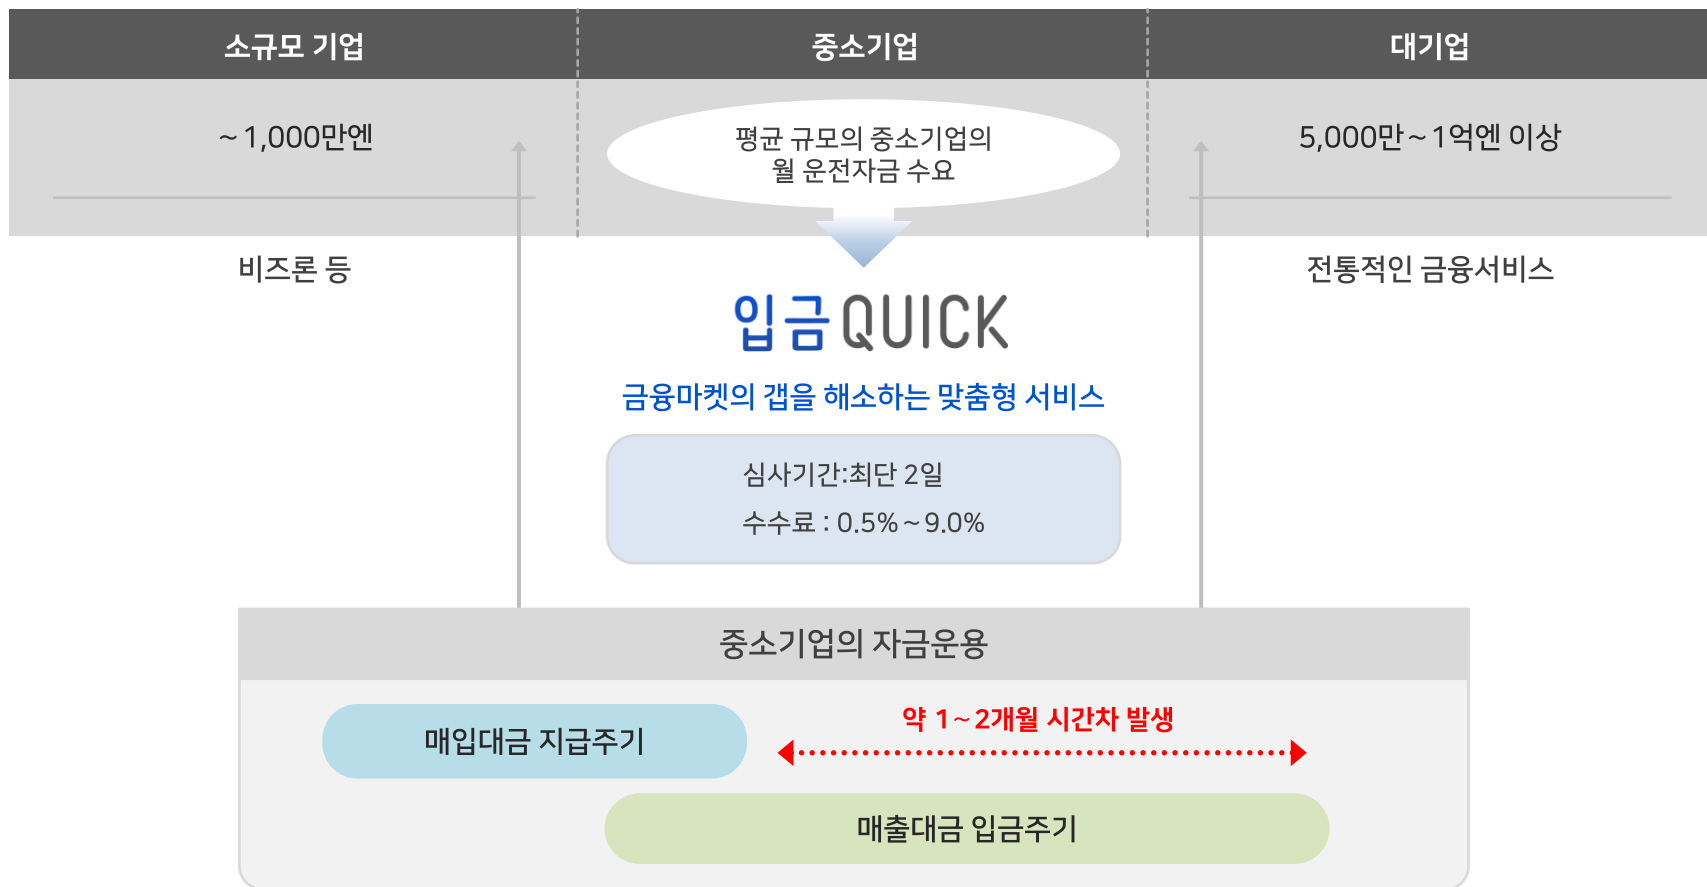 소규모 기업
중소기업
대기업
~1,000만엔
평균 규모의 중소기업의
월 운전자금 수요
5,000만~1억엔 이상
비즈론 등
전통적인 금융서비스
입금QUICK
금융마켓의 갭을 해소하는 맞춤형 서비스
심사기간:최단 2일
수수료 : 0.5%~9.0%
중소기업의 자금운용
매입대금 지급주기
약 1~2개월 시간차 발생
매출대금 입금주기